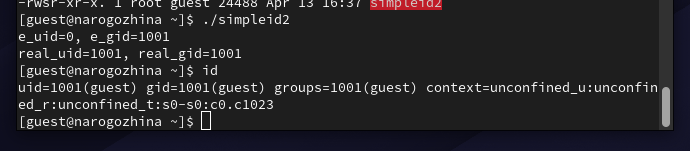 -rwsr-xr-x. 1 root guest 24488 Apr 13 16:37 simpleid2
[guest@narogozhina ~]$ ./simpleid2
e_uid=0, e_gid=1001
real_uid=1001, real_gid=1001
[guest@narogozhina ~]$ id
uid=1001(guest) gid=1001(guest) groups=1001(guest) context=unconfined_u:unconfin
ed_r:unconfined_t:s0-s0:c0.c1023
[guest@narogozhina ~]$